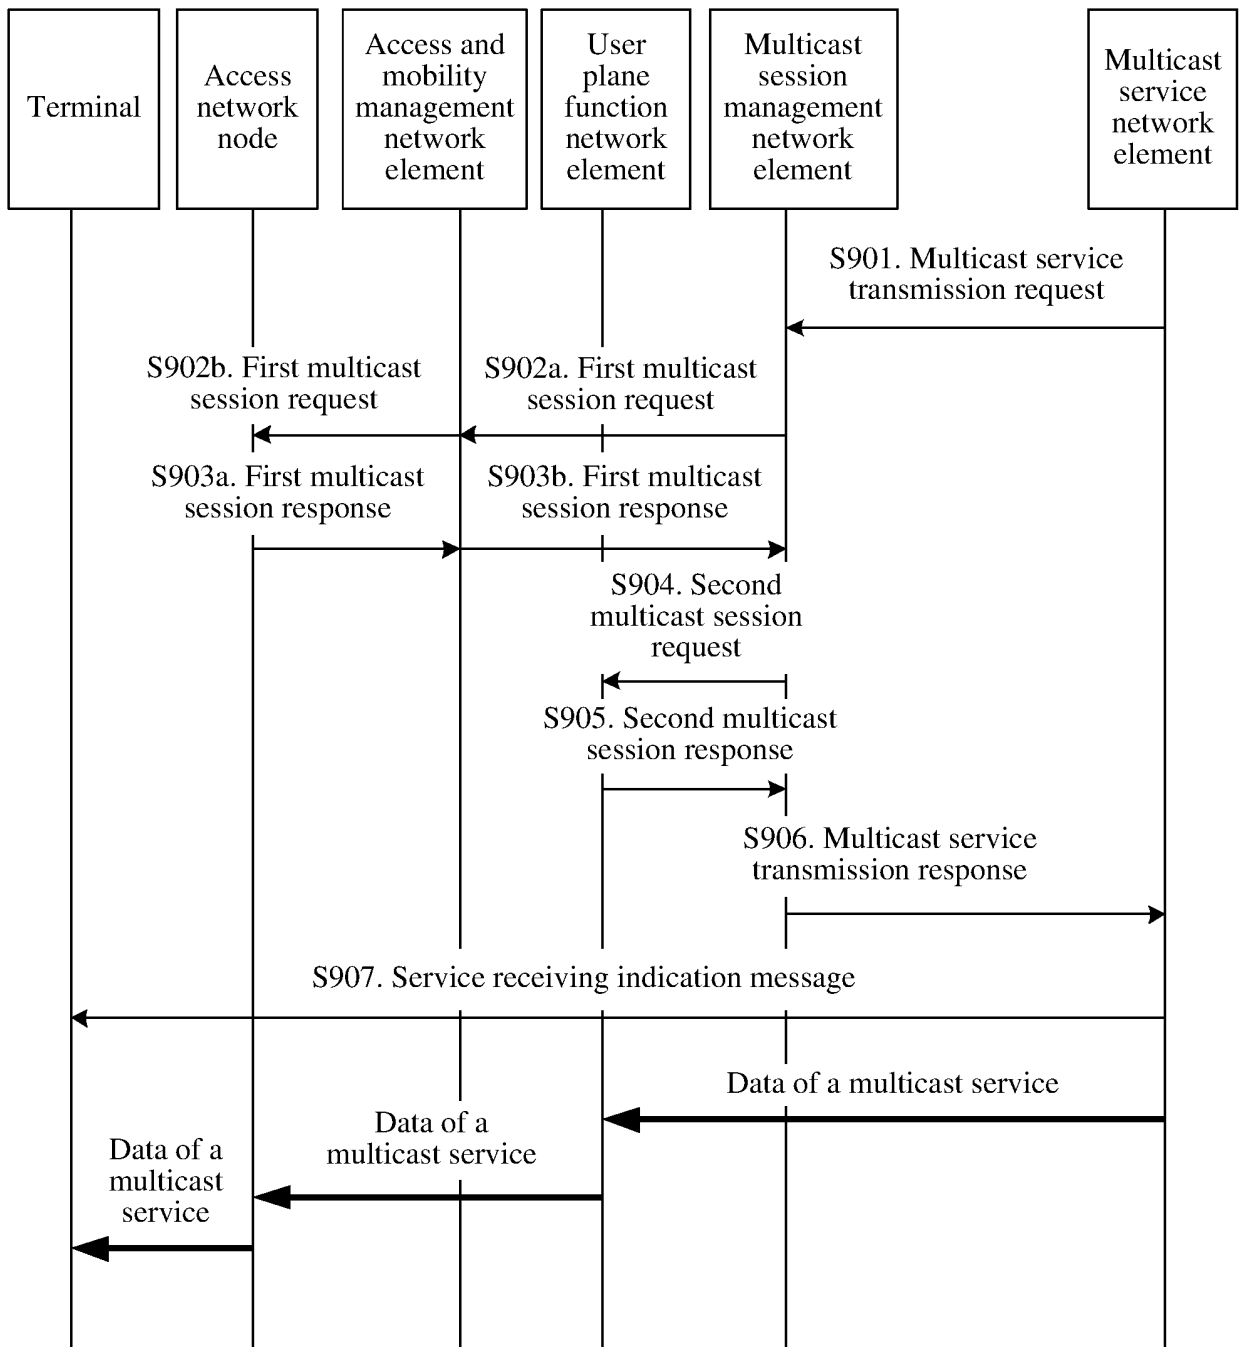 Terminal
Access
network
node
Access and
mobility
management
network
element
User
plane
function
network
element
Multicast
session
management
network
element
Multicast
service
network
element
S901. Multicast service
transmission request
S902b. First multicast
session request
S902a. First multicast
session request
S903a. First multicast
session response
S903b. First multicast
session response
S904. Second
multicast session
request
S905. Second multicast
session response
S906. Multicast service
transmission response
S907. Service receiving indication message
Data of a multicast service
Data of a
multicast service
Data of a
multicast
service